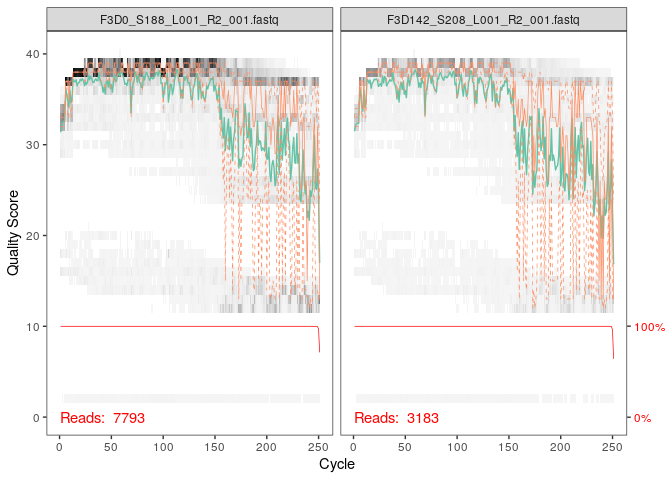 F3D0_S188_L001_R2_001.fastq F3D142_S208_L001_R2_001.fastq
40
30
20
10
0
Quality Score
100%
0%
Reads: 7793 Reads: 3183
0 50 100 150 200 250 0 50 100 150 200 250
Cycle